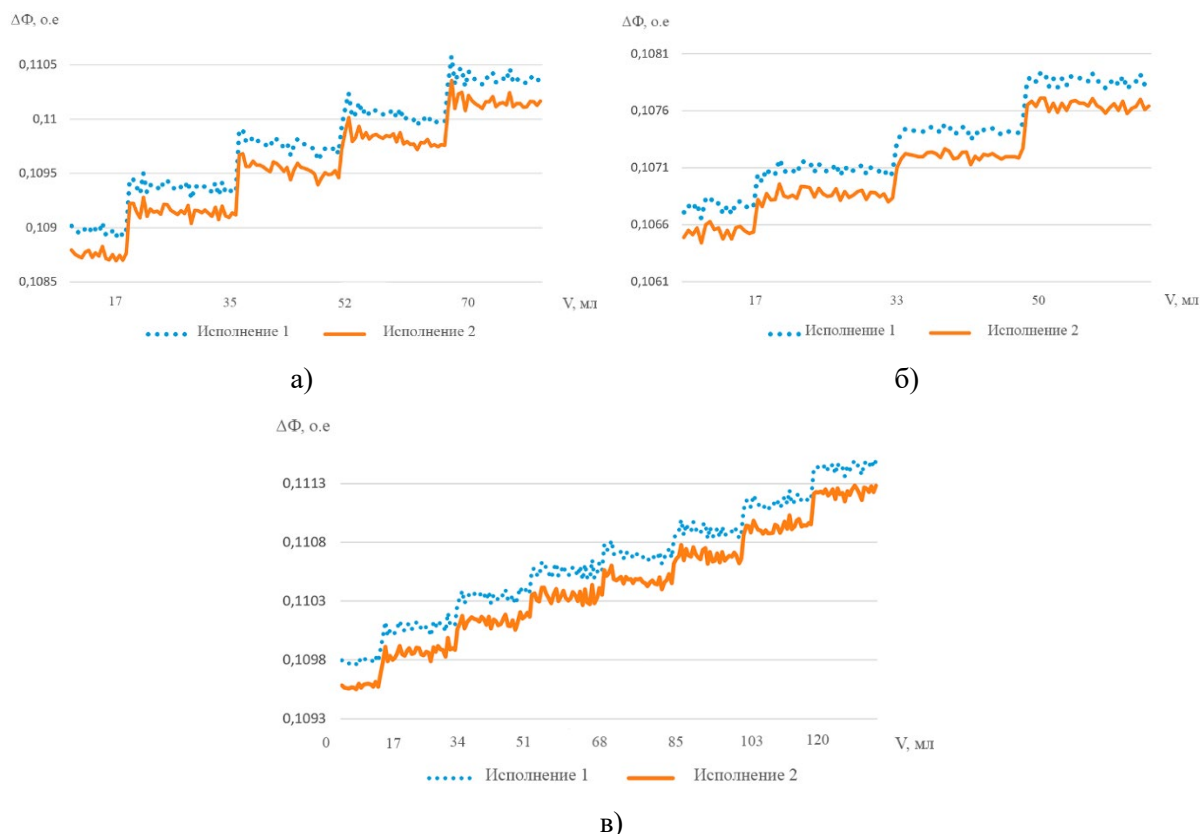 ΔΦ, о.е
0,1105
0,11
0,1095
0,109
0,1085
17 35 52 70 V, мл
Исполнение 1 Исполнение 2
а)
ΔΦ, о.е
0,1081
0,1076
0,1071
0,1066
0,1061
17 33 50 V, мл
Исполнение 1 Исполнение 2
б)
ΔΦ, о.е
0,1113
0,1108
0,1103
0,1098
0,1093
0 17 34 51 68 85 103 120 V, мл
Исполнение 1 Исполнение 2
в)